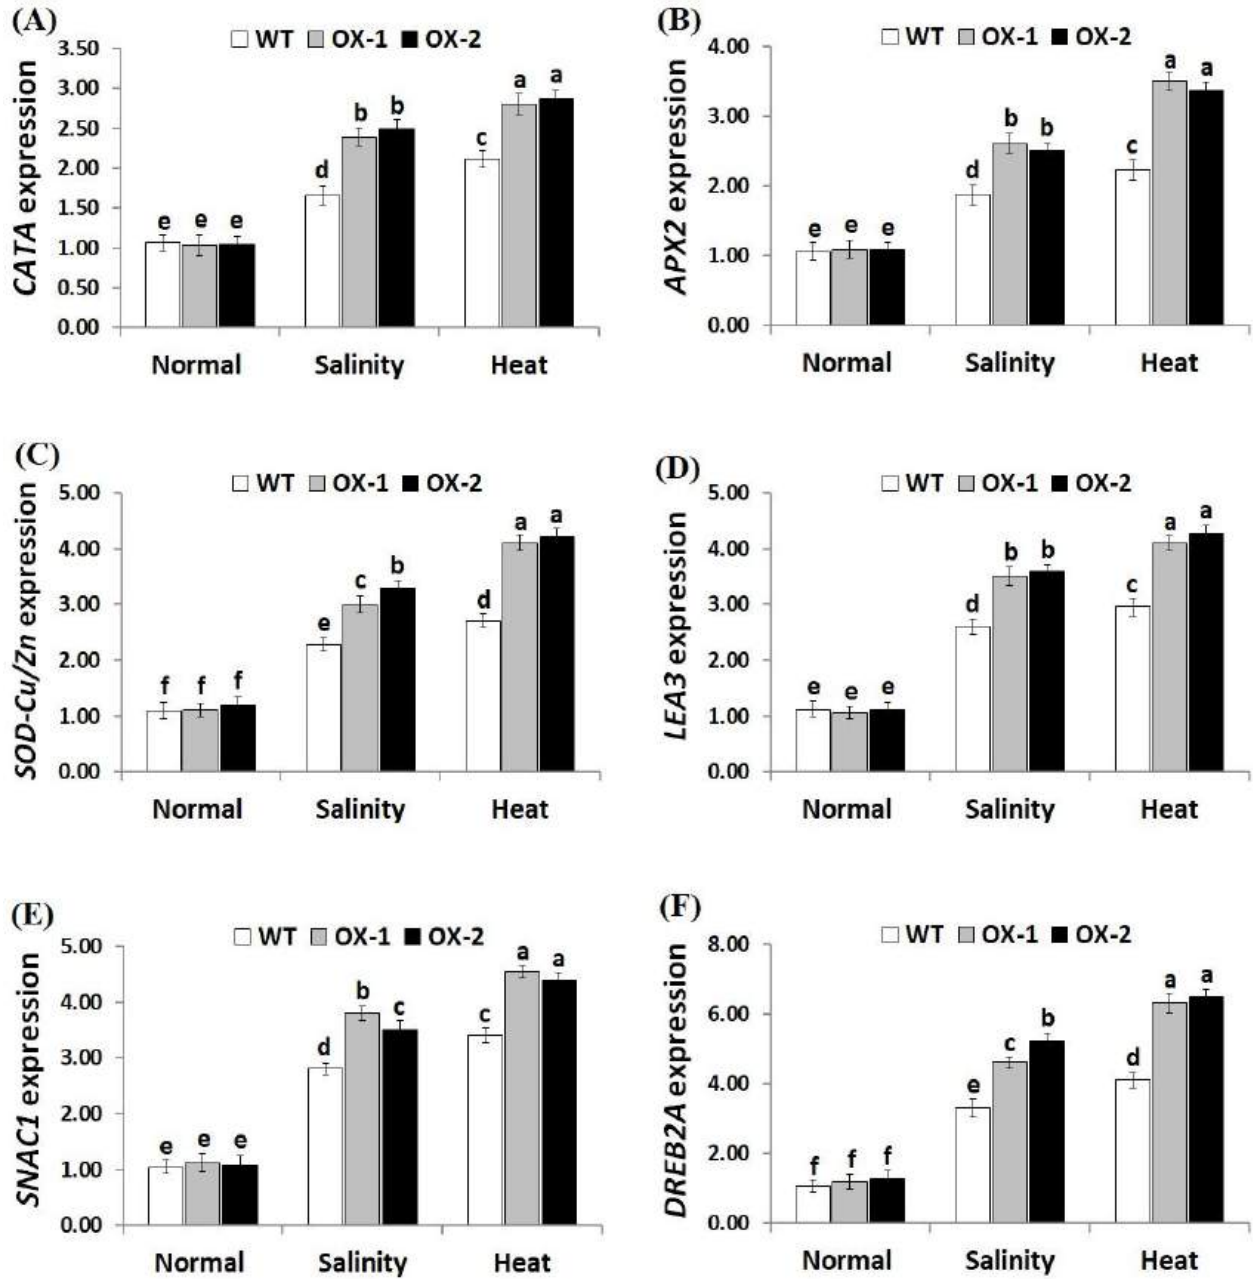 (A)
WT OX-1 OX-2
CATA expression
3.50
3.00
2.50
2.00
1.50
1.00
0.50
0.00
e e e
d b b
c a a
Normal Salinity Heat
(B)
WT OX-1 OX-2
APX2 expression
4.00
3.00
2.00
1.00
0.00
e e e
d b b
c a a
Normal Salinity Heat
(C)
WT OX-1 OX-2
SOD-Cu/Zn expression
5.00
4.00
3.00
2.00
1.00
0.00
f f f
e c b
d a a
Normal Salinity Heat
(D)
WT OX-1 OX-2
LEA3 expression
5.00
4.00
3.00
2.00
1.00
0.00
e e e
d b b
c a a
Normal Salinity Heat
(E)
WT OX-1 OX-2
SNAC1 expression
5.00
4.00
3.00
2.00
1.00
0.00
e e e
d b c
c a a
Normal Salinity Heat
(F)
WT OX-1 OX-2
DREB2A expression
8.00
6.00
4.00
2.00
0.00
f f f
e c b
d a a
Normal Salinity Heat